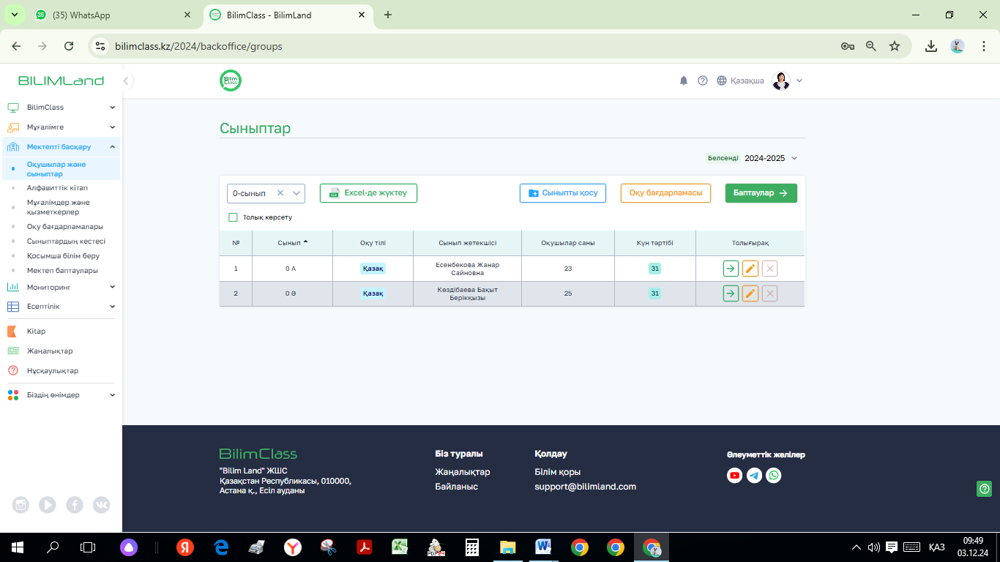 (35) WhatsApp
BilimClass - BilimLand
bilimclass.kz/2024/backoffice/groups
BILIMLand
Bilim Class
Қазақша
BilimClass
Мұғалімге
Мектепті басқару
Оқушылар және
сыныптар
Алфавиттік кітап
Мұғалімдер және
қызметкерлер
Оқу бағдарламалары
Сыныптардың кестесі
Қосымша білім беру
Мектеп баптаулары
Мониторинг
Есептілік
Kitap
Жаңалықтар
Нұсқаулықтар
Біздің өнімдер
Сыныптар
Белсенді 2024-2025
0-сынып
Excel-де жүктеу
Сыныпты қосу
Оқу бағдарламасы
Баптаулар
Толық көрсету
№ Сынып Оқу тілі Сынып жетекшісі Оқушылар саны Күн тәртібі Толығырақ
1 0 А Қазақ Есенбекова Жанар Сайновна 23 31
2 0 Ә Қазақ Көздібаева Бақыт Берікқызы 25 31
BilimClass
"Bilim Land" ЖШС
Қазақстан Республикасы, 010000,
Астана қ., Есіл ауданы
Біз туралы
Жаңалықтар
Байланыс
Қолдау
Білім қоры
support@bilimland.com
Әлеуметтік желілер
ҚАЗ
09:49
03.12.24